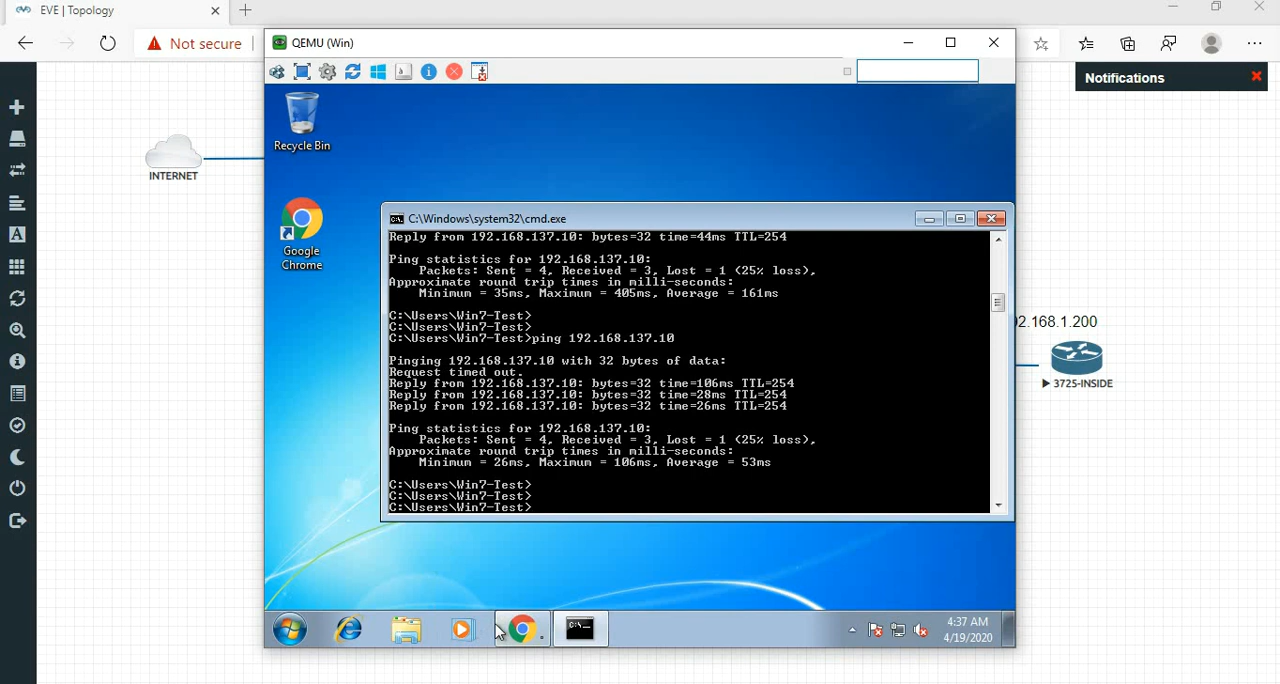 EVE | Topology
Not secure
QEMU (Win)
Notifications
INTERNET
Recycle Bin
Google
Chrome
C:\Windows\system32\cmd.exe
Reply from 192.168.137.10: bytes=32 time=44ms TTL=254
Ping statistics for 192.168.137.10:
Packets: Sent = 4, Received = 3, Lost = 1 (25% loss),
Approximate round trip times in milli-seconds:
Minimum = 35ms, Maximum = 405ms, Average = 161ms
C:\Users\Win7-Test>
C:\Users\Win7-Test>
C:\Users\Win7-Test>ping 192.168.137.10
Pinging 192.168.137.10 with 32 bytes of data:
Request timed out.
Reply from 192.168.137.10: bytes=32 time=106ms TTL=254
Reply from 192.168.137.10: bytes=32 time=28ms TTL=254
Reply from 192.168.137.10: bytes=32 time=26ms TTL=254
Ping statistics for 192.168.137.10:
Packets: Sent = 4, Received = 3, Lost = 1 (25% loss),
Approximate round trip times in milli-seconds:
Minimum = 26ms, Maximum = 106ms, Average = 53ms
C:\Users\Win7-Test>
C:\Users\Win7-Test>
C:\Users\Win7-Test>
2.168.1.200
3725-INSIDE
C:\
4:37 AM
4/19/2020